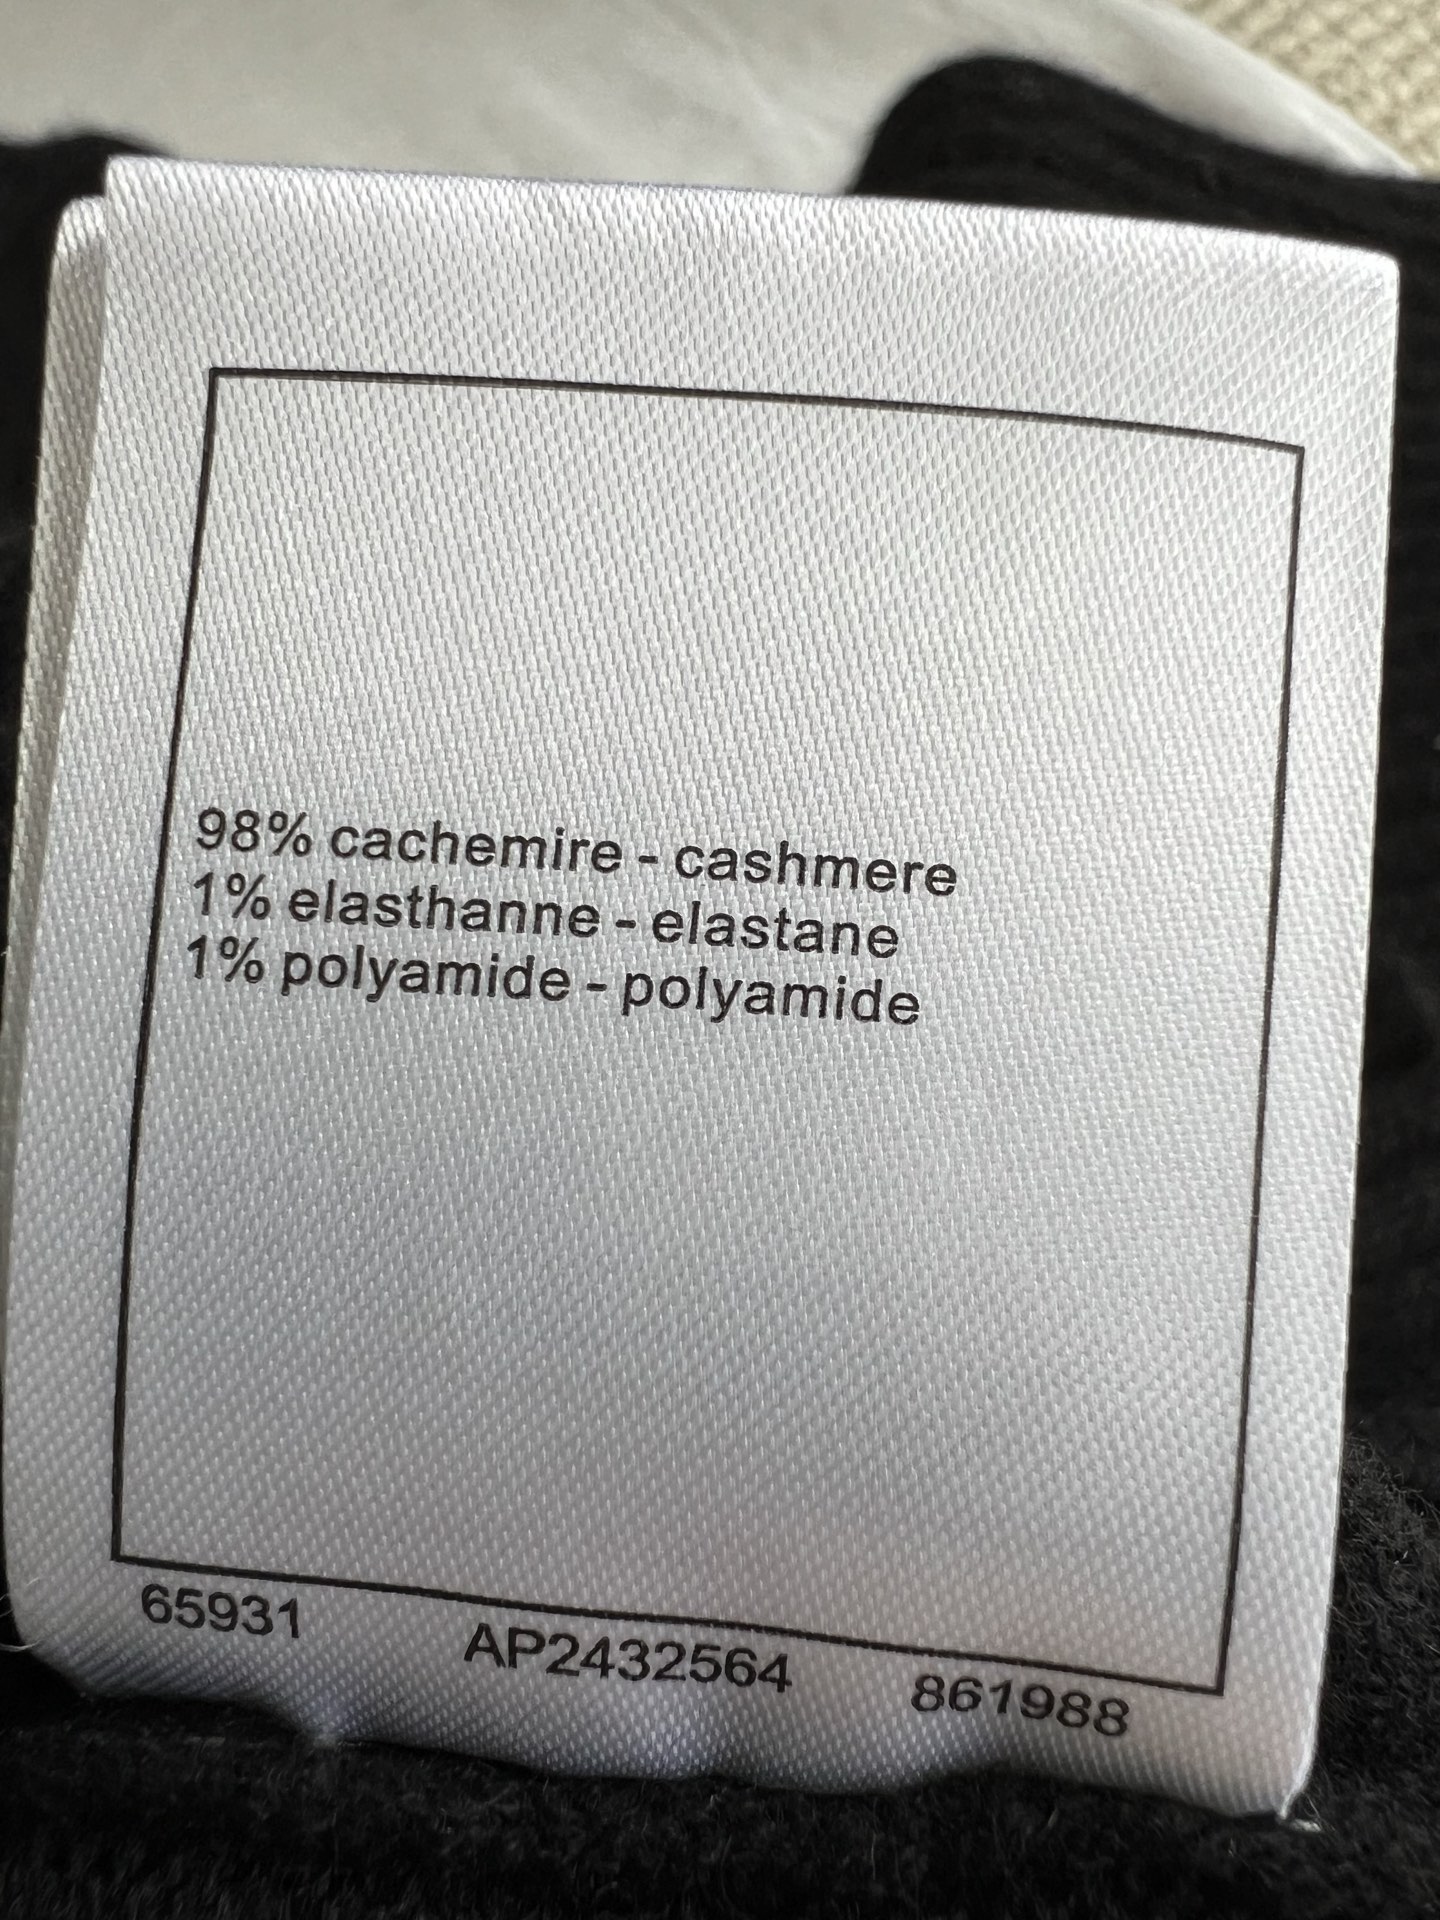 98% cachemire - cashmere
1% elasthanne - elastane
1% polyamide - polyamide
65931 AP2432564 861988